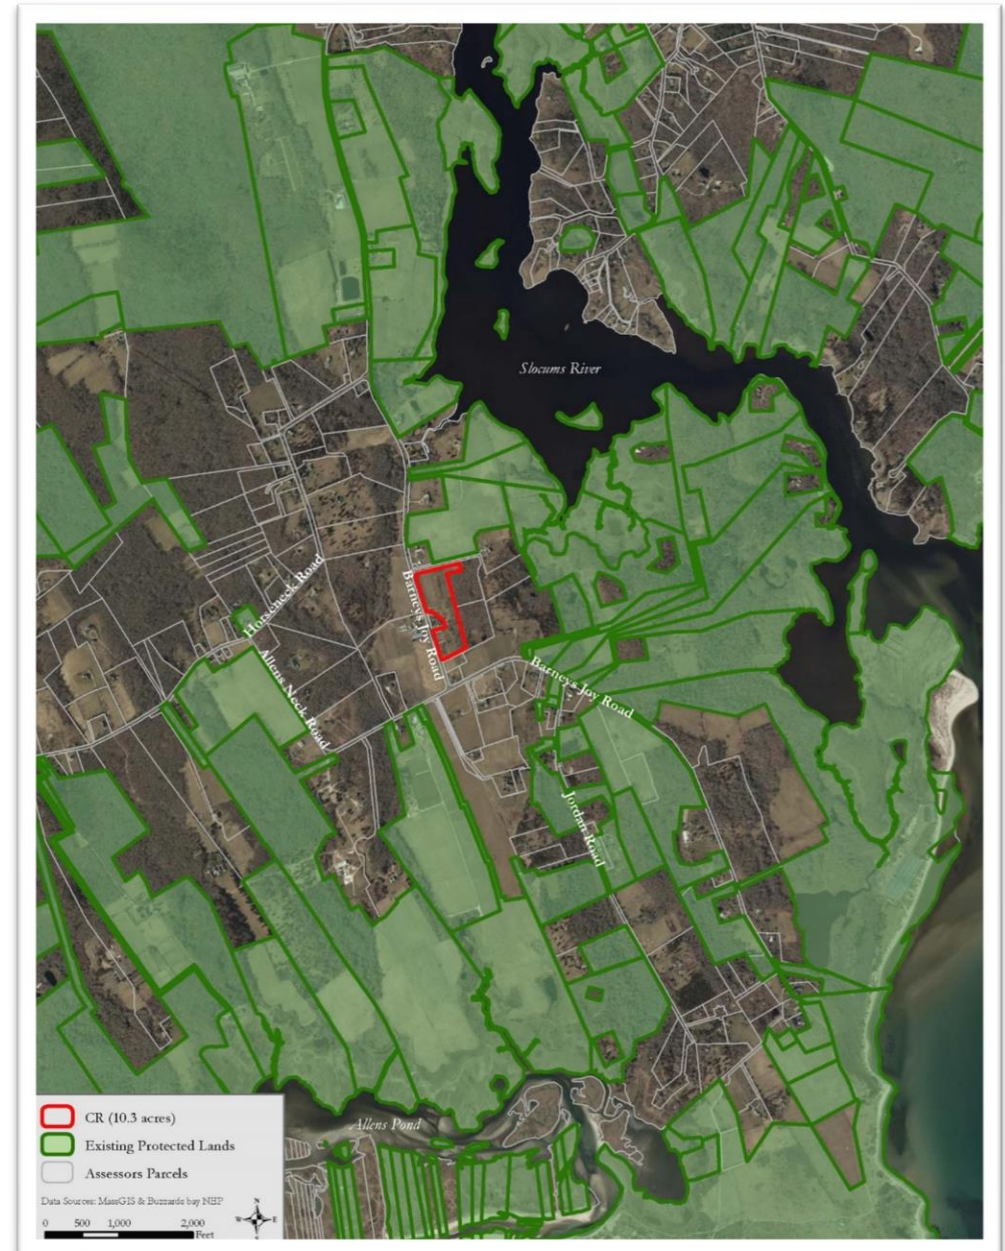 Slocums River
Horseneck Road
Barneys Joy Road
Allens Neck Road
Barneys Joy Road
Jordan Road
Allens Pond
CR (10.3 acres)
Existing Protected Lands
Assessors Parcels
Data Sources: MassGIS & Buzzards bay NEP
N
W E
S
0 500 1,000 2,000
Feet